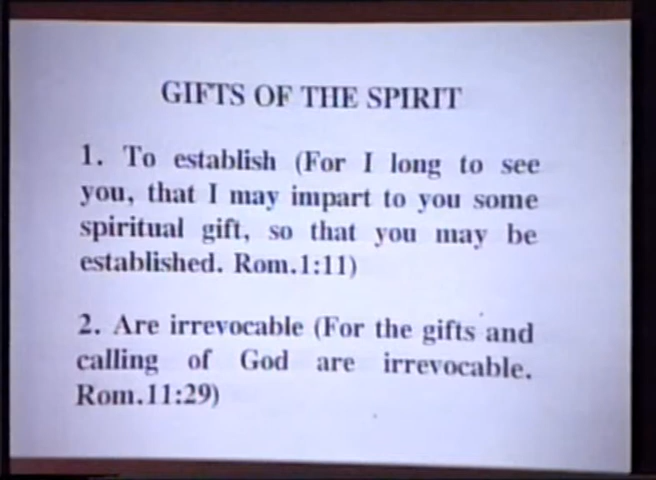 GIFTS OF THE SPIRIT
1. To establish (For I long to see
you, that I may impart to you some
spiritual gift, so that you may be
established. Rom.1:11)
2. Are irrevocable (For the gifts and
calling of God are irrevocable.
Rom.11:29)